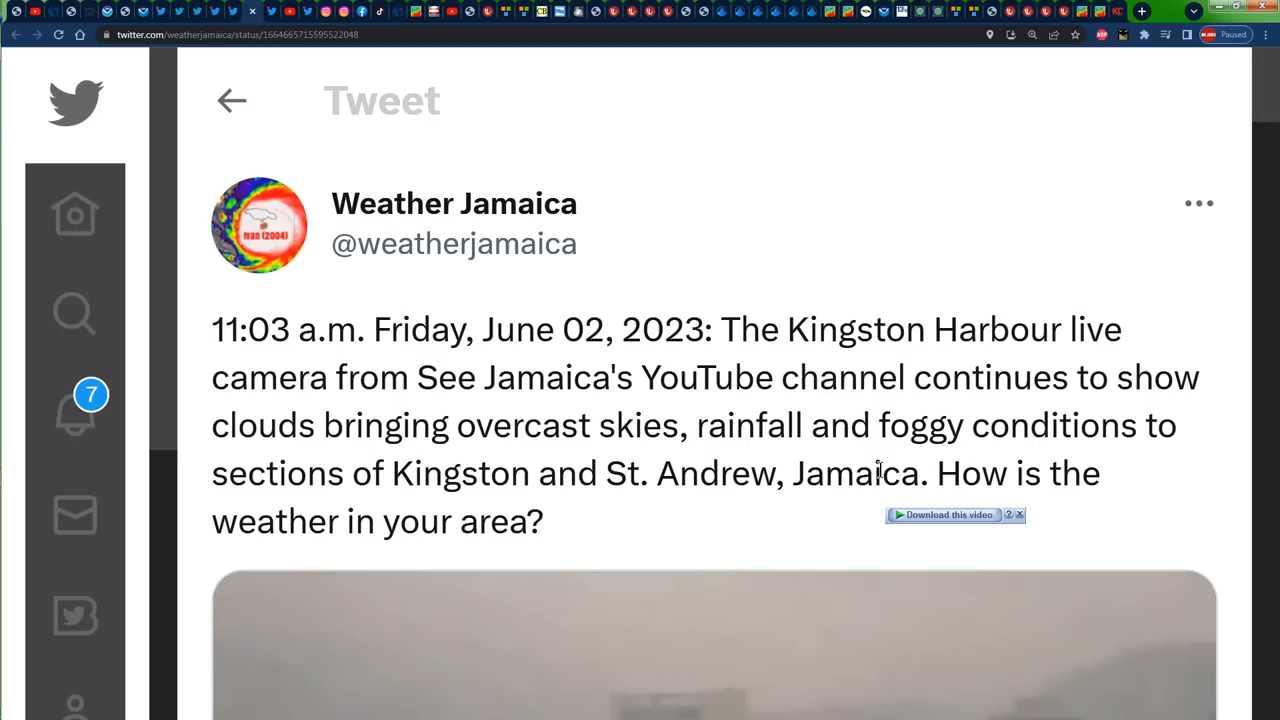 twitter.com/weatherjamaica/status/1664665715595522048
Paused
Tweet
Weather Jamaica
@weatherjamaica
Ivan (2004)
11:03 a.m. Friday, June 02, 2023: The Kingston Harbour live
camera from See Jamaica's YouTube channel continues to show
clouds bringing overcast skies, rainfall and foggy conditions to
sections of Kingston and St. Andrew, Jamaica. How is the
weather in your area?
Download this video
7